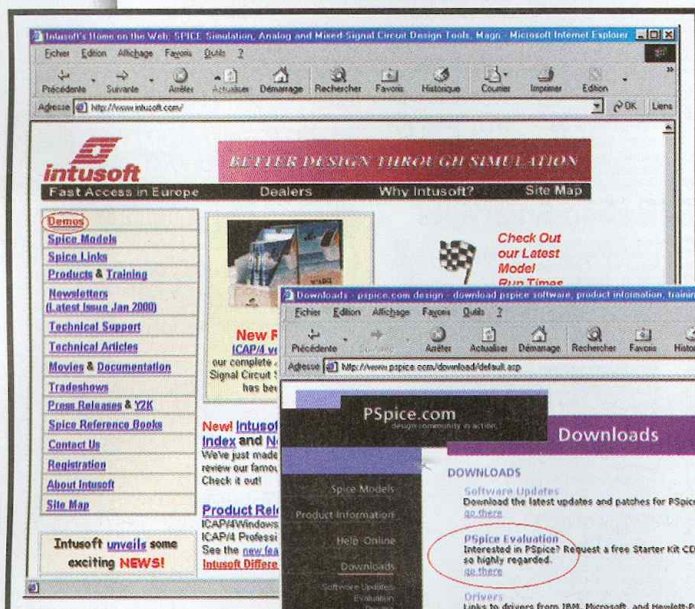 Intusoft's Home on the Web: SPICE Simulation, Analog and Mixed Signal Circuit Design Tools, Magn - Microsoft Internet Explorer
Fichier Edition Affichage Favoris Outils ?
Précédente Suivante Arrêter Actualiser Démarrage Rechercher Favoris Historique Courrier Imprimer Edition
Adresse http://www.intusoft.com/ OK Liens
intusoft
BETTER DESIGN THROUGH SIMULATION
Fast Access in Europe Dealers Why Intusoft? Site Map
Demos
Spice Models
Spice Links
Products & Training
Newsletters
(Latest Issue Jan 2000)
Technical Support
Technical Articles
Movies & Documentation
Tradeshows
Press Releases & Y2K
Spice Reference Books
Contact Us
Registration
About Intusoft
Site Map
Intusoft unveils some
exciting NEWS!
Check Out
our Latest
Model
Run Times
New
ICAP/4
our complete
Signal Circuit S
has bee
New! Intusof
Index and N
We've just made
review our famou
Check it out!
Product Rele
ICAP/4Windows
ICAP/4 Professi
See the new fea
Intusoft Differe
Downloads - pspice.com design - download pspice software, product information, train
Fichier Edition Affichage Favoris Outils ?
Précédente Arrêter Actualiser Démarrage Rechercher Favoris Histor
Adresse http://www.pspice.com/download/default.asp
PSpice.com
design community in action.
Spice Models
Product Information
Help Online
Downloads
Software Updates
Evaluation
Downloads
DOWNLOADS
Software Updates
Download the latest updates and patches for PSpice
go there
PSpice Evaluation
Interested in PSpice? Request a free Starter Kit CD
so highly regarded.
go there
Drivers
Links to drivers from IBM, Microsoft, and Hewlett-P